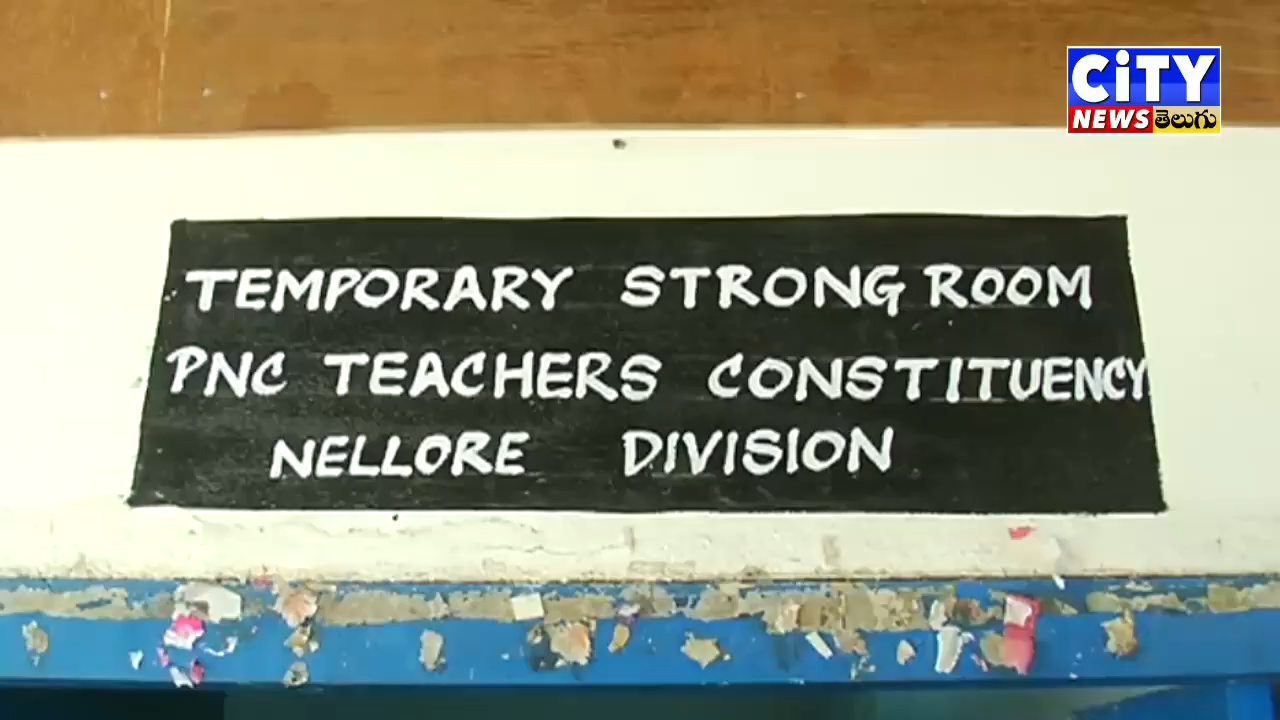 CiTY
NEWS తెలుగు
TEMPORARY STRONG ROOM
PNC TEACHERS CONSTITUENCY
NELLORE DIVISION